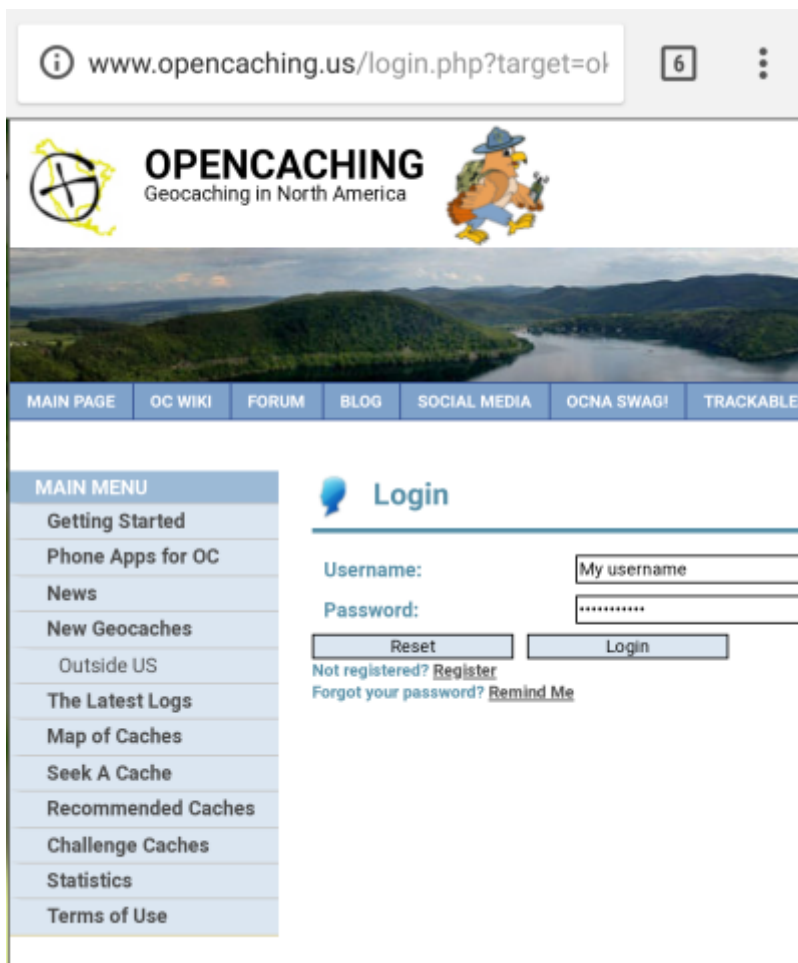 www.opencaching.us/login.php?target=ok
6
OPENCACHING
Geocaching in North America
MAIN PAGE OC WIKI FORUM BLOG SOCIAL MEDIA OCNA SWAG! TRACKABLE
MAIN MENU
Getting Started
Phone Apps for OC
News
New Geocaches
Outside US
The Latest Logs
Map of Caches
Seek A Cache
Recommended Caches
Challenge Caches
Statistics
Terms of Use
Login
Username: My username
Password: •••••••••••
Reset Login
Not registered? Register
Forgot your password? Remind Me